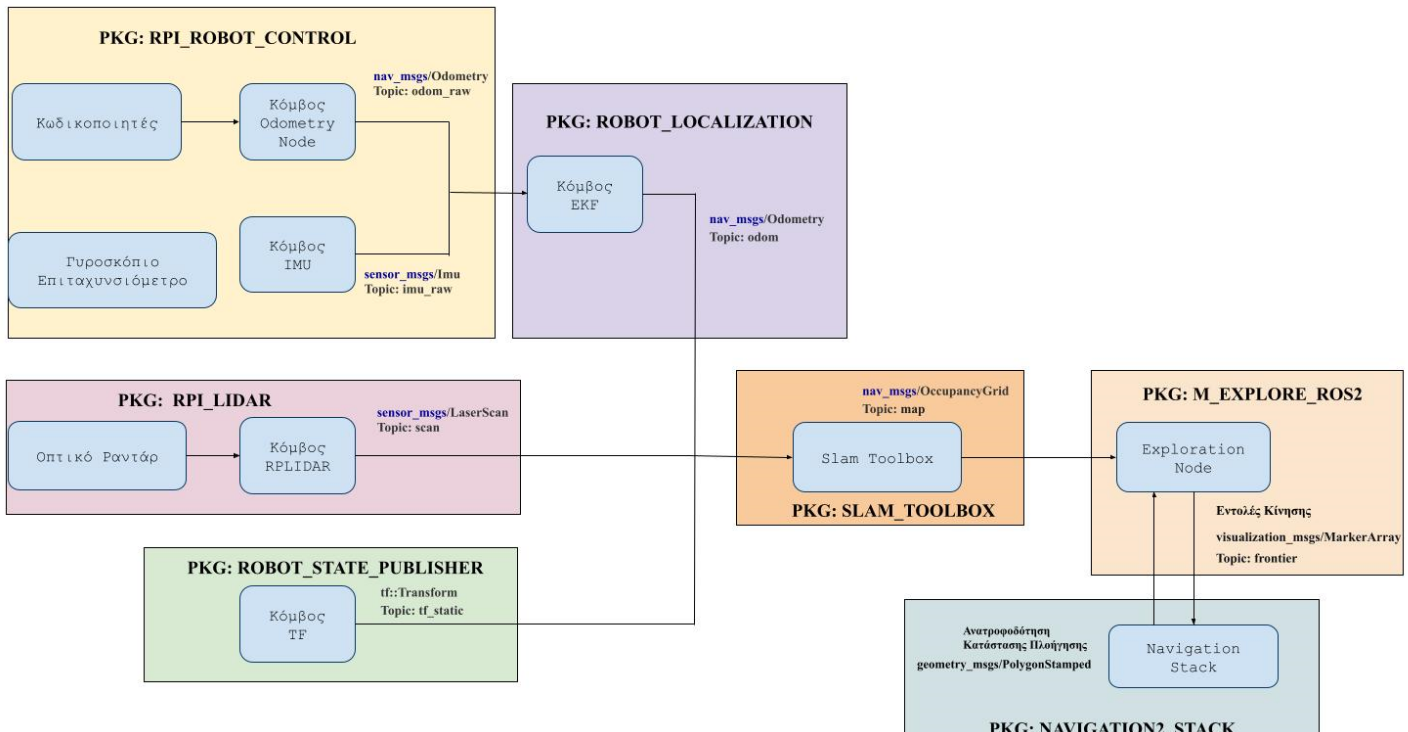 PKG: RPI_ROBOT_CONTROL
nav_msgs/Odometry
Topic: odom_raw
Κωδικοποιητές
Κόμβος
Odometry
Node
Γυροσκόπιο
Επιταχυνσιόμετρο
Κόμβος
IMU
sensor_msgs/Imu
Topic: imu_raw
PKG: ROBOT_LOCALIZATION
Κόμβος
EKF
nav_msgs/Odometry
Topic: odom
PKG: RPI_LIDAR
Οπτικό Ραντάρ
Κόμβος
RPLIDAR
sensor_msgs/LaserScan
Topic: scan
PKG: ROBOT_STATE_PUBLISHER
Κόμβος
TF
tf::Transform
Topic: tf_static
nav_msgs/OccupancyGrid
Topic: map
Slam Toolbox
PKG: SLAM_TOOLBOX
PKG: M_EXPLORE_ROS2
Exploration
Node
Εντολές Κίνησης
visualization_msgs/MarkerArray
Topic: frontier
Ανατροφοδότηση
Κατάστασης Πλοήγησης
geometry_msgs/PolygonStamped
Navigation
Stack
PKG: NAVIGATION2_STACK